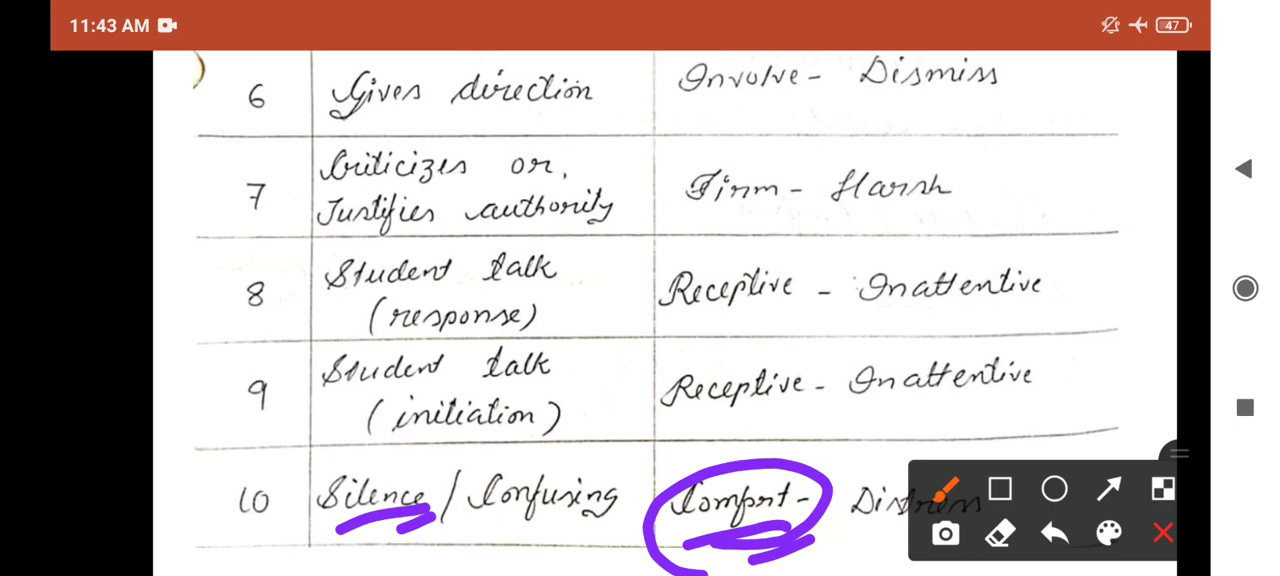 11:43 AM
47
6 Gives direction Involve - Dismiss
7 Criticizes or, Firm - Harsh
Justifies authority
8 Student talk Receptive - Inattentive
(response)
9 Student talk Receptive - Inattentive
(initiation)
10 Silence / Confusing Comfort -